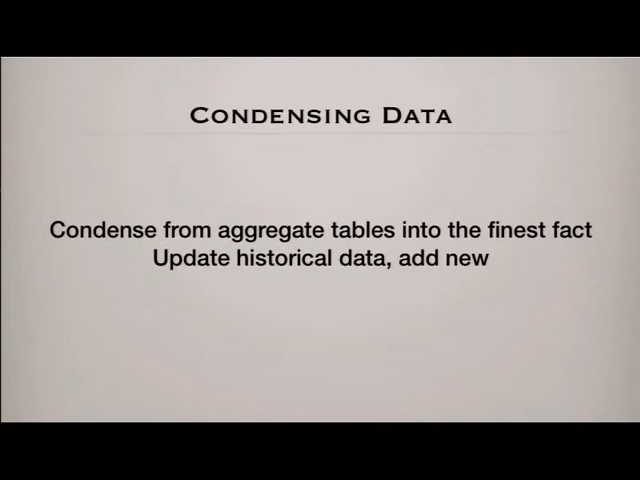 Condensing Data
Condense from aggregate tables into the finest fact
Update historical data, add new